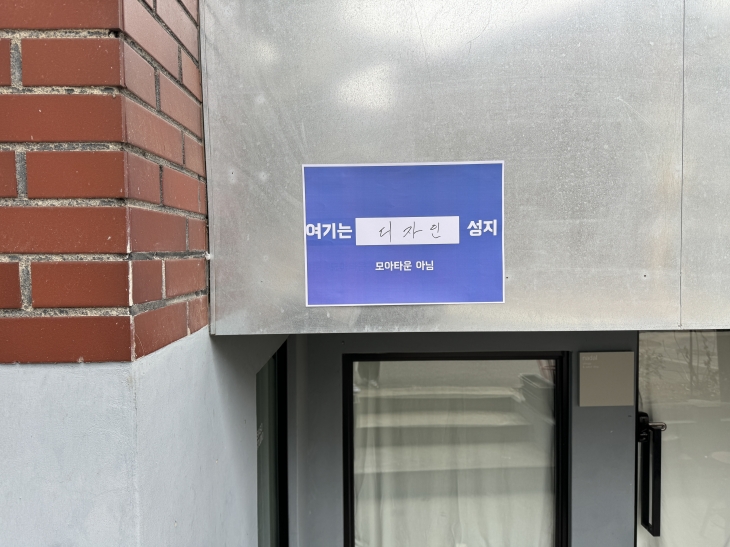 여기는 디자인 성지
모아타운 아님